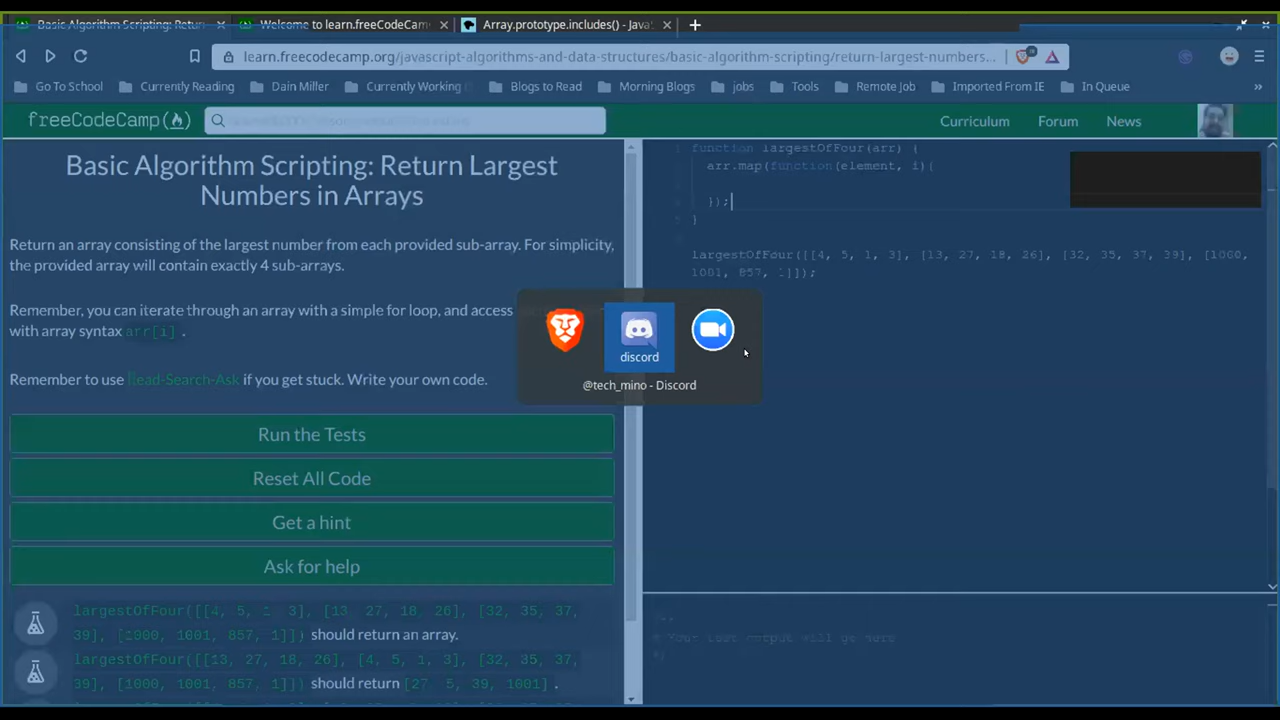 Basic Algorithm Scripting: Return
Welcome to learn.freeCodeCam
Array.prototype.includes() - Java
learn.freecodecamp.org/javascript-algorithms-and-data-structures/basic-algorithm-scripting/return-largest-numbers...
Go To School
Currently Reading
Dain Miller
Currently Working
Blogs to Read
Morning Blogs
jobs
Tools
Remote Job
Imported From IE
In Queue
»
freeCodeCamp
Curriculum
Forum
News
Basic Algorithm Scripting: Return Largest
Numbers in Arrays
Return an array consisting of the largest number from each provided sub-array. For simplicity,
the provided array will contain exactly 4 sub-arrays.
Remember, you can iterate through an array with a simple for loop, and access
with array syntax arr[i] .
Remember to use Read-Search-Ask if you get stuck. Write your own code.
Run the Tests
Reset All Code
Get a hint
Ask for help
largestOfFour([[4, 5, 1, 3], [13, 27, 18, 26], [32, 35, 37,
39], [1000, 1001, 857, 1]]) should return an array.
largestOfFour([[13, 27, 18, 26], [4, 5, 1, 3], [32, 35, 37,
39], [1000, 1001, 857, 1]]) should return [27, 5, 39, 1001] .
function largestOfFour(arr) {
arr.map(function(element, i){
});
}
largestOfFour([[4, 5, 1, 3], [13, 27, 18, 26], [32, 35, 37, 39], [1000,
1001, 857, 1]]);
discord
@tech_mino - Discord
* Your test output will go here